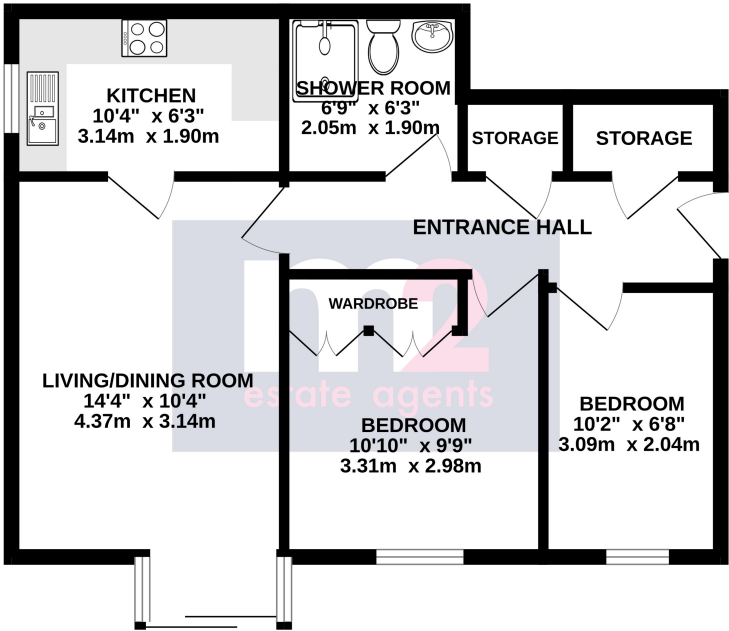 KITCHEN
10'4" x 6'3"
3.14m x 1.90m
SHOWER ROOM
6'9" x 6'3"
2.05m x 1.90m
STORAGE
STORAGE
ENTRANCE HALL
WARDROBE
LIVING/DINING ROOM
14'4" x 10'4"
4.37m x 3.14m
BEDROOM
10'10" x 9'9"
3.31m x 2.98m
BEDROOM
10'2" x 6'8"
3.09m x 2.04m
m2
estate agents